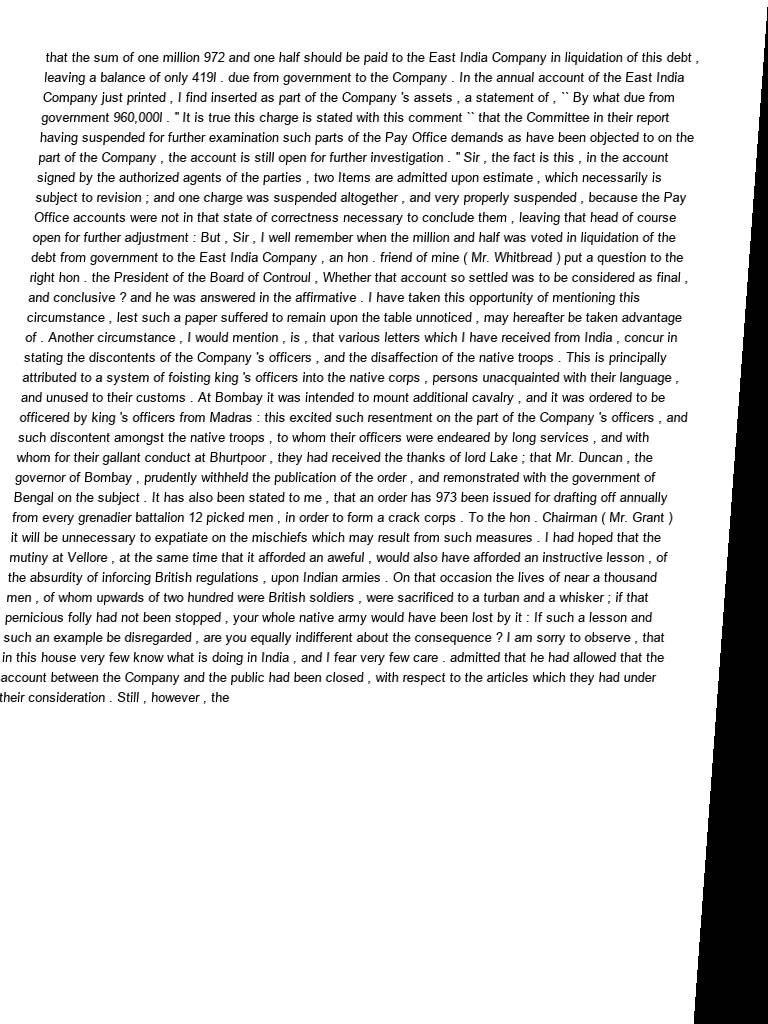 that the sum of one million 972 and one half should be paid to the East India Company in liquidation of this debt ,
leaving a balance of only 419l . due from government to the Company . In the annual account of the East India
Company just printed , I find inserted as part of the Company 's assets , a statement of , `` By what due from
government 960,000l . " It is true this charge is stated with this comment `` that the Committee in their report
having suspended for further examination such parts of the Pay Office demands as have been objected to on the
part of the Company , the account is still open for further investigation . " Sir , the fact is this , in the account
signed by the authorized agents of the parties , two Items are admitted upon estimate , which necessarily is
subject to revision ; and one charge was suspended altogether , and very properly suspended , because the Pay
Office accounts were not in that state of correctness necessary to conclude them , leaving that head of course
open for further adjustment : But , Sir , I well remember when the million and half was voted in liquidation of the
debt from government to the East India Company , an hon . friend of mine ( Mr. Whitbread ) put a question to the
right hon . the President of the Board of Controul , Whether that account so settled was to be considered as final ,
and conclusive ? and he was answered in the affirmative . I have taken this opportunity of mentioning this
circumstance , lest such a paper suffered to remain upon the table unnoticed , may hereafter be taken advantage
of . Another circumstance , I would mention , is , that various letters which I have received from India , concur in
stating the discontents of the Company 's officers , and the disaffection of the native troops . This is principally
attributed to a system of foisting king 's officers into the native corps , persons unacquainted with their language ,
and unused to their customs . At Bombay it was intended to mount additional cavalry , and it was ordered to be
officered by king 's officers from Madras : this excited such resentment on the part of the Company 's officers , and
such discontent amongst the native troops , to whom their officers were endeared by long services , and with
whom for their gallant conduct at Bhurtpoor , they had received the thanks of lord Lake ; that Mr. Duncan , the
governor of Bombay , prudently withheld the publication of the order , and remonstrated with the government of
Bengal on the subject . It has also been stated to me , that an order has 973 been issued for drafting off annually
from every grenadier battalion 12 picked men , in order to form a crack corps . To the hon . Chairman ( Mr. Grant )
it will be unnecessary to expatiate on the mischiefs which may result from such measures . I had hoped that the
mutiny at Vellore , at the same time that it afforded an aweful , would also have afforded an instructive lesson , of
the absurdity of inforcing British regulations , upon Indian armies . On that occasion the lives of near a thousand
men , of whom upwards of two hundred were British soldiers , were sacrificed to a turban and a whisker ; if that
pernicious folly had not been stopped , your whole native army would have been lost by it : If such a lesson and
such an example be disregarded , are you equally indifferent about the consequence ? I am sorry to observe , that
in this house very few know what is doing in India , and I fear very few care . admitted that he had allowed that the
account between the Company and the public had been closed , with respect to the articles which they had under
their consideration . Still , however , the